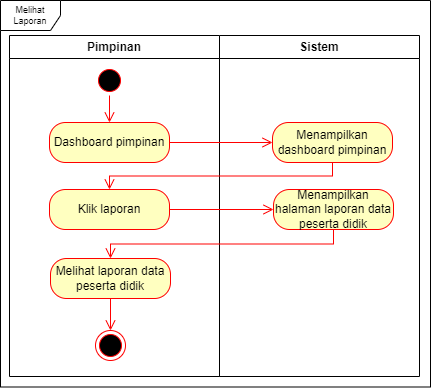 Melihat
Laporan
Pimpinan
Sistem
Dashboard pimpinan
Menampilkan
dashboard pimpinan
Klik laporan
Menampilkan
halaman laporan data
peserta didik
Melihat laporan data
peserta didik